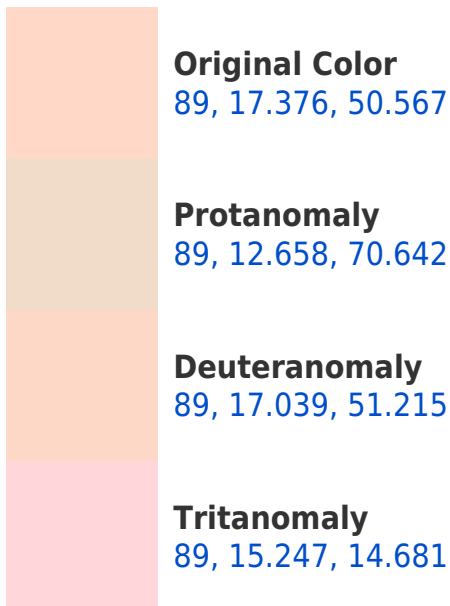 Original Color
89, 17.376, 50.567
Protanomaly
89, 12.658, 70.642
Deuteranomaly
89, 17.039, 51.215
Tritanomaly
89, 15.247, 14.681